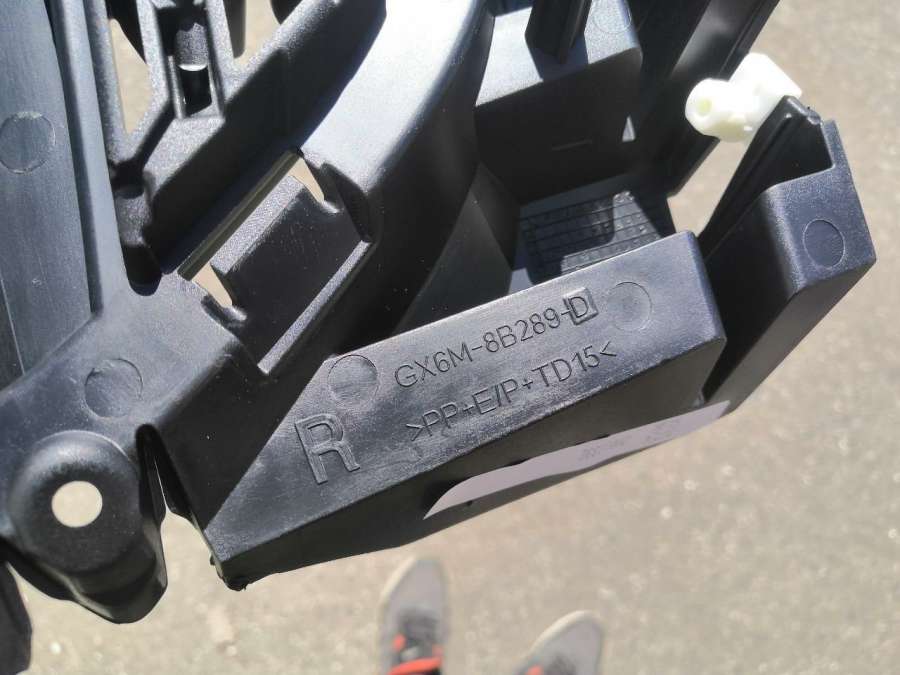 GX6M-8B289-D
>PP+E/P+TD15<
R